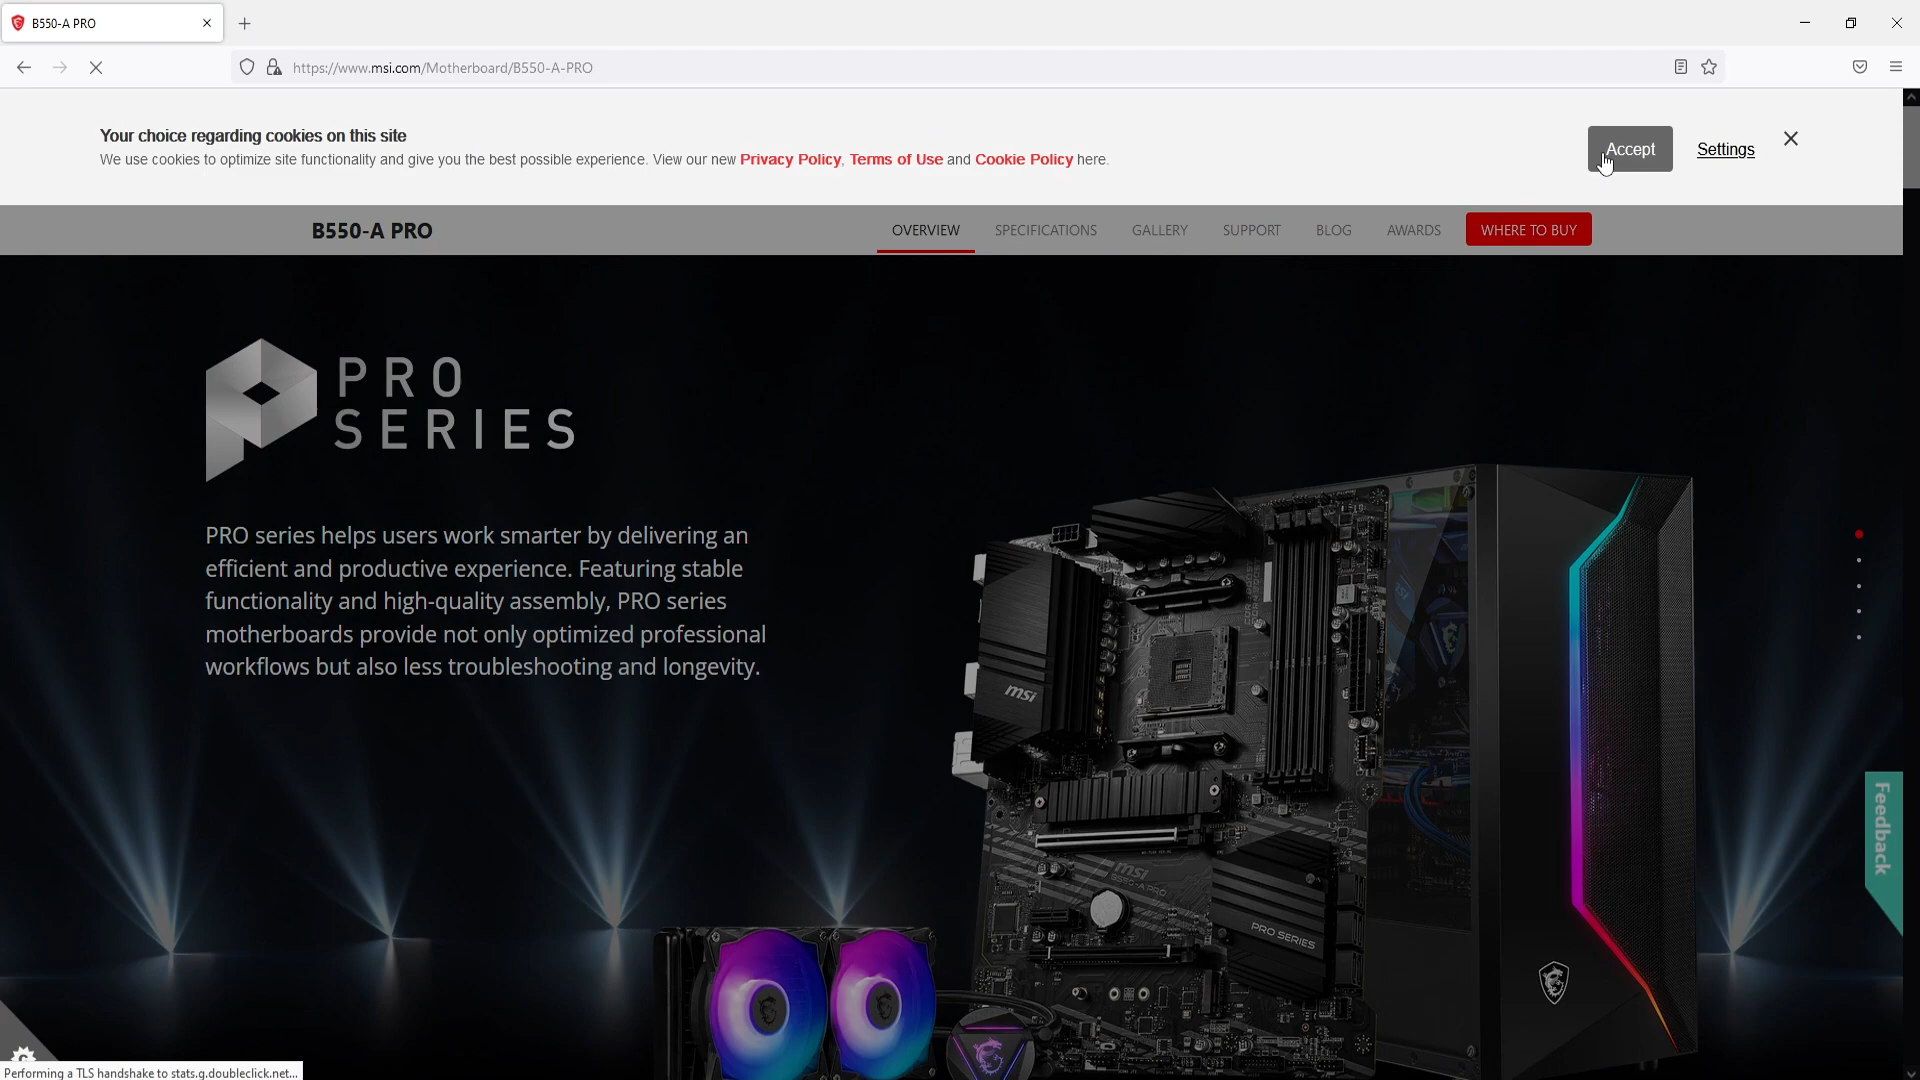 B550-A PRO
https://www.msi.com/Motherboard/B550-A-PRO
Your choice regarding cookies on this site
We use cookies to optimize site functionality and give you the best possible experience. View our new Privacy Policy, Terms of Use and Cookie Policy here.
Accept
Settings
B550-A PRO
OVERVIEW
SPECIFICATIONS
GALLERY
SUPPORT
BLOG
AWARDS
WHERE TO BUY
PRO
SERIES
PRO series helps users work smarter by delivering an
efficient and productive experience. Featuring stable
functionality and high-quality assembly, PRO series
motherboards provide not only optimized professional
workflows but also less troubleshooting and longevity.
msi
msi
B550-A PRO
PRO SERIES
Feedback
Performing a TLS handshake to stats.g.doubleclick.net...